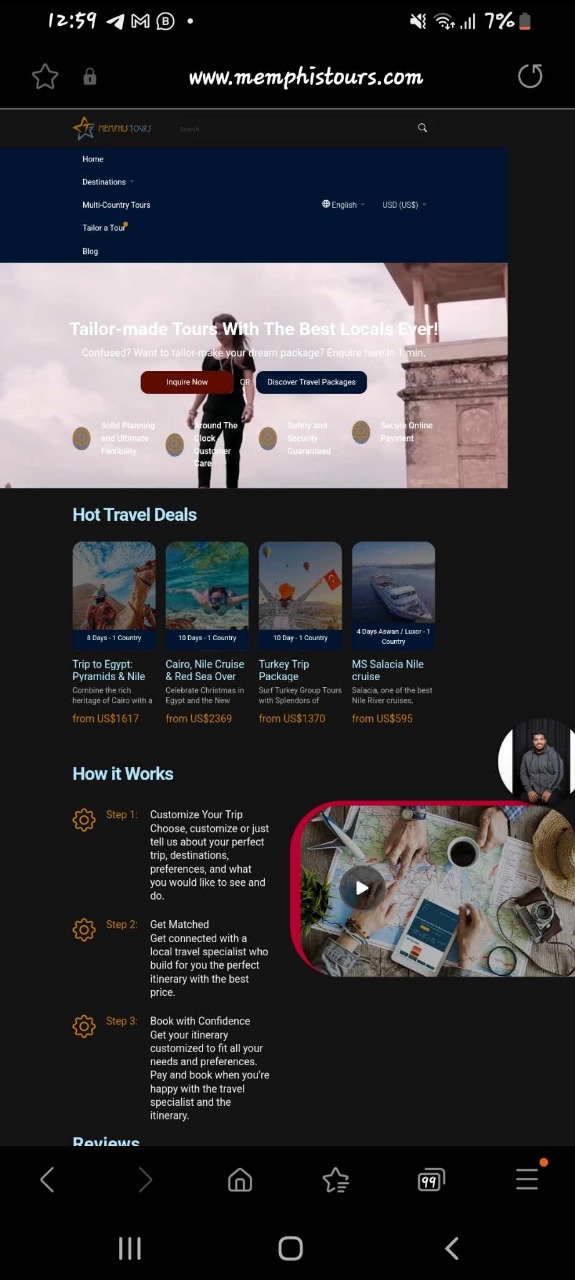 12:59
7%
www.memphistours.com
MEMPHIS TOURS
Search
Home
Destinations
Multi-Country Tours
English
USD (US$)
Tailor a Tour
Blog
Tailor-made Tours With The Best Locals Ever!
Confused? Want to tailor-make your dream package? Enquire here in 1 min.
Inquire Now
OR
Discover Travel Packages
Solid Planning
and Ultimate
Flexibility
Around The
Clock
Customer
Care
Safety and
Security
Guaranteed
Secure Online
Payment
Hot Travel Deals
8 Days - 1 Country
10 Days - 1 Country
10 Day - 1 Country
4 Days Aswan / Luxor - 1
Country
Trip to Egypt:
Pyramids & Nile
Combine the rich
heritage of Cairo with a
from US$1617
Cairo, Nile Cruise
& Red Sea Over
Celebrate Christmas in
Egypt and the New
from US$2369
Turkey Trip
Package
Surf Turkey Group Tours
with Splendors of
from US$1370
MS Salacia Nile
cruise
Salacia, one of the best
Nile River cruises,
from US$595
How it Works
Step 1:
Customize Your Trip
Choose, customize or just
tell us about your perfect
trip, destinations,
preferences, and what
you would like to see and
do.
Step 2:
Get Matched
Get connected with a
local travel specialist who
build for you the perfect
itinerary with the best
price.
Step 3:
Book with Confidence
Get your itinerary
customized to fit all your
needs and preferences.
Pay and book when you're
happy with the travel
specialist and the
itinerary.
Reviews
99